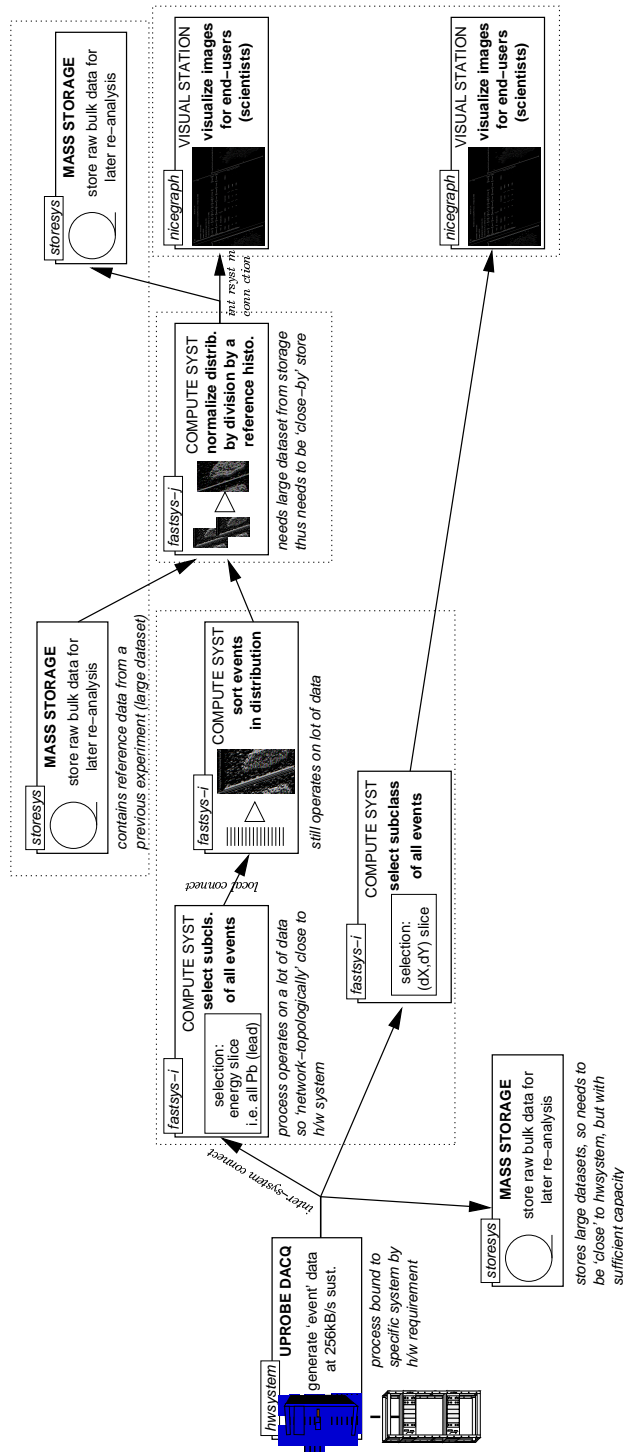 hwsystem
UPROBE DACQ
generate ‘event’ data
at 256kB/s sust.
process bound to
specific system by
h/w requirement
inter−system connect
storesys
MASS STORAGE
store raw bulk data for
later re−analysis
stores large datasets, so needs to
be ‘close’ to hwsystem, but with
sufficient capacity
fastsys−i
COMPUTE SYST
select subcls.
of all events
selection:
energy slice
i.e. all Pb (lead)
process operates on a lot of data
so ‘network−topologically’ close to
h/w system
local connect
fastsys−i
COMPUTE SYST
select subclass
of all events
selection:
(dX,dY) slice
fastsys−i
COMPUTE SYST
sort events
in distribution
still operates on lot of data
storesys
MASS STORAGE
store raw bulk data for
later re−analysis
contains reference data from a
previous experiment (large dataset)
fastsys−j
COMPUTE SYST
normalize distrib.
by division by a
reference histo.
needs large dataset from storage
thus needs to be ‘close−by’ store
int rsyst m
conn ction
storesys
MASS STORAGE
store raw bulk data for
later re−analysis
nicegraph
VISUAL STATION
visualize images
for end−users
(scientists)
nicegraph
VISUAL STATION
visualize images
for end−users
(scientists)